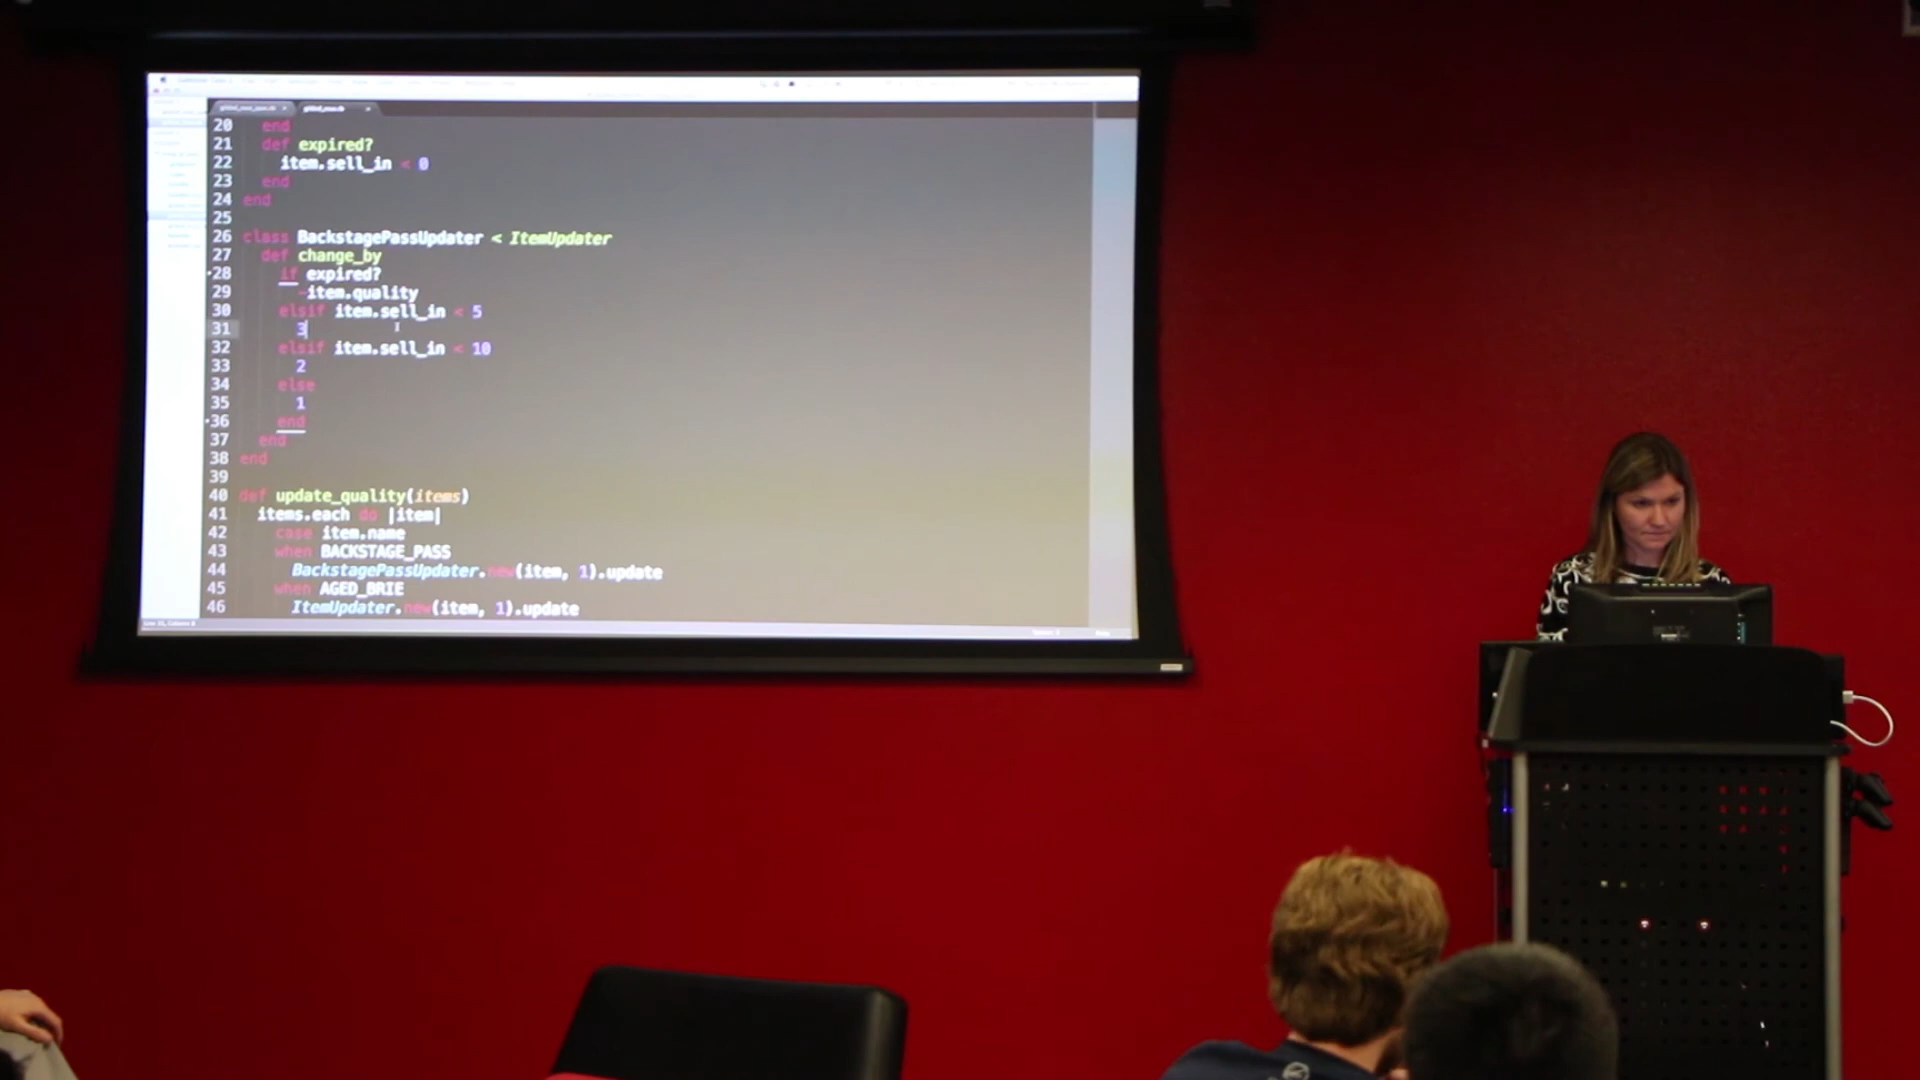 20 end
21 def expired?
22 item.sell_in < 0
23 end
24 end
25
26 class BackstagePassUpdater < ItemUpdater
27 def change_by
28 if expired?
29 -item.quality
30 elsif item.sell_in < 5
31 3
32 elsif item.sell_in < 10
33 2
34 else
35 1
36 end
37 end
38 end
39
40 def update_quality(items)
41 items.each do |item|
42 case item.name
43 when BACKSTAGE_PASS
44 BackstagePassUpdater.new(item, 1).update
45 when AGED_BRIE
46 ItemUpdater.new(item, 1).update